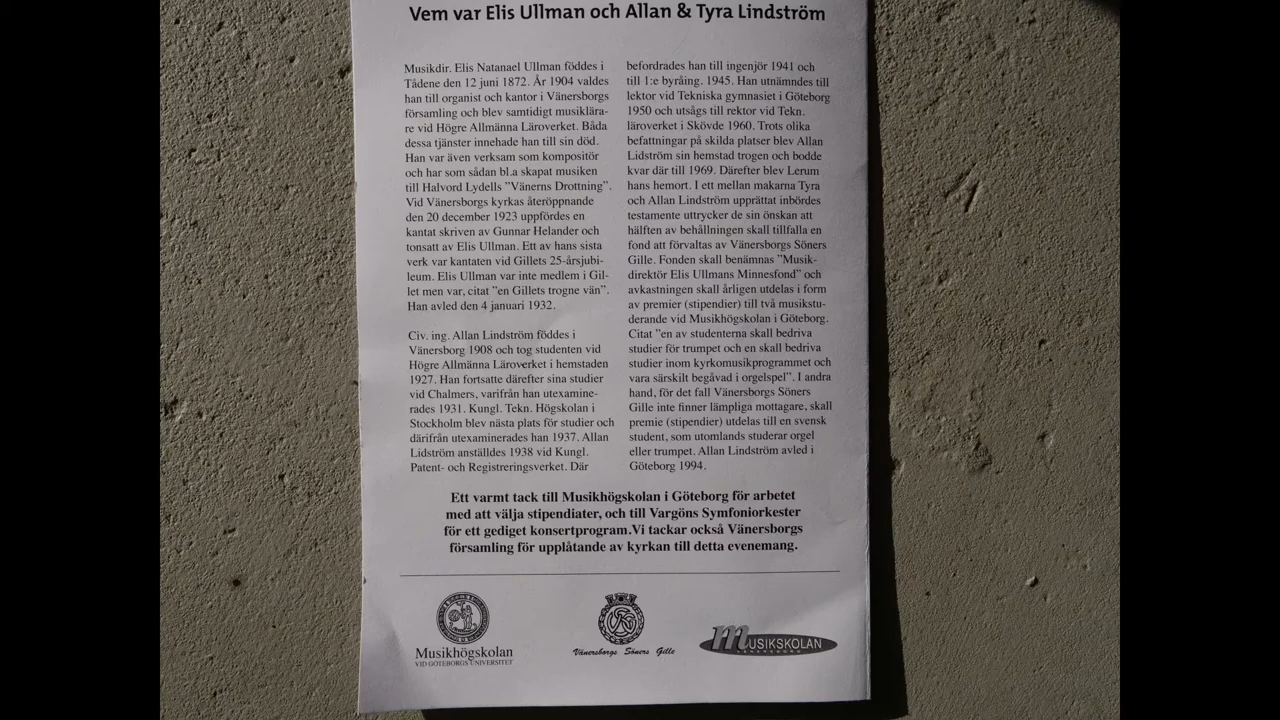 Vem var Elis Ullman och Allan & Tyra Lindström
Musikdir. Elis Natanael Ullman föddes i
Tådene den 12 juni 1872. År 1904 valdes
han till organist och kantor i Vänersborgs
församling och blev samtidigt musiklära-
re vid Högre Allmänna Läroverket. Båda
dessa tjänster innehade han till sin död.
Han var även verksam som kompositör
och har som sådan bl.a skapat musiken
till Halvord Lydells ”Vänerns Drottning”.
Vid Vänersborgs kyrkas återöppnande
den 20 december 1923 uppfördes en
kantat skriven av Gunnar Helander och
tonsatt av Elis Ullman. Ett av hans sista
verk var kantaten vid Gillets 25-årsjubi-
leum. Elis Ullman var inte medlem i Gil-
let men var, citat ”en Gillets trogne vän”.
Han avled den 4 januari 1932.
Civ. ing. Allan Lindström föddes i
Vänersborg 1908 och tog studenten vid
Högre Allmänna Läroverket i hemstaden
1927. Han fortsatte därefter sina studier
vid Chalmers, varifrån han utexamine-
rades 1931. Kungl. Tekn. Högskolan i
Stockholm blev nästa plats för studier och
därifrån utexaminerades han 1937. Allan
Lidström anställdes 1938 vid Kungl.
Patent- och Registreringsverket. Där
befordrades han till ingenjör 1941 och
till 1:e byråing. 1945. Han utnämndes till
lektor vid Tekniska gymnasiet i Göteborg
1950 och utsågs till rektor vid Tekn.
läroverket i Skövde 1960. Trots olika
befattningar på skilda platser blev Allan
Lidström sin hemstad trogen och bodde
kvar där till 1969. Därefter blev Lerum
hans hemort. I ett mellan makarna Tyra
och Allan Lindström upprättat inbördes
testamente uttrycker de sin önskan att
hälften av behållningen skall tillfalla en
fond att förvaltas av Vänersborgs Söners
Gille. Fonden skall benämnas ”Musik-
direktör Elis Ullmans Minnesfond” och
avkastningen skall årligen utdelas i form
av premier (stipendier) till två musikstu-
derande vid Musikhögskolan i Göteborg.
Citat ”en av studenterna skall bedriva
studier för trumpet och en skall bedriva
studier inom kyrkomusikprogrammet och
vara särskilt begåvad i orgelspel”. I andra
hand, för det fall Vänersborgs Söners
Gille inte finner lämpliga mottagare, skall
premie (stipendier) utdelas till en svensk
student, som utomlands studerar orgel
eller trumpet. Allan Lindström avled i
Göteborg 1994.
Ett varmt tack till Musikhögskolan i Göteborg för arbetet
med att välja stipendiater, och till Vargöns Symfoniorkester
för ett gediget konsertprogram.Vi tackar också Vänersborgs
församling för upplåtande av kyrkan till detta evenemang.
Musikhögskolan
VID GÖTEBORGS UNIVERSITET
Vänersborgs Söners Gille
MUSIKSKOLAN